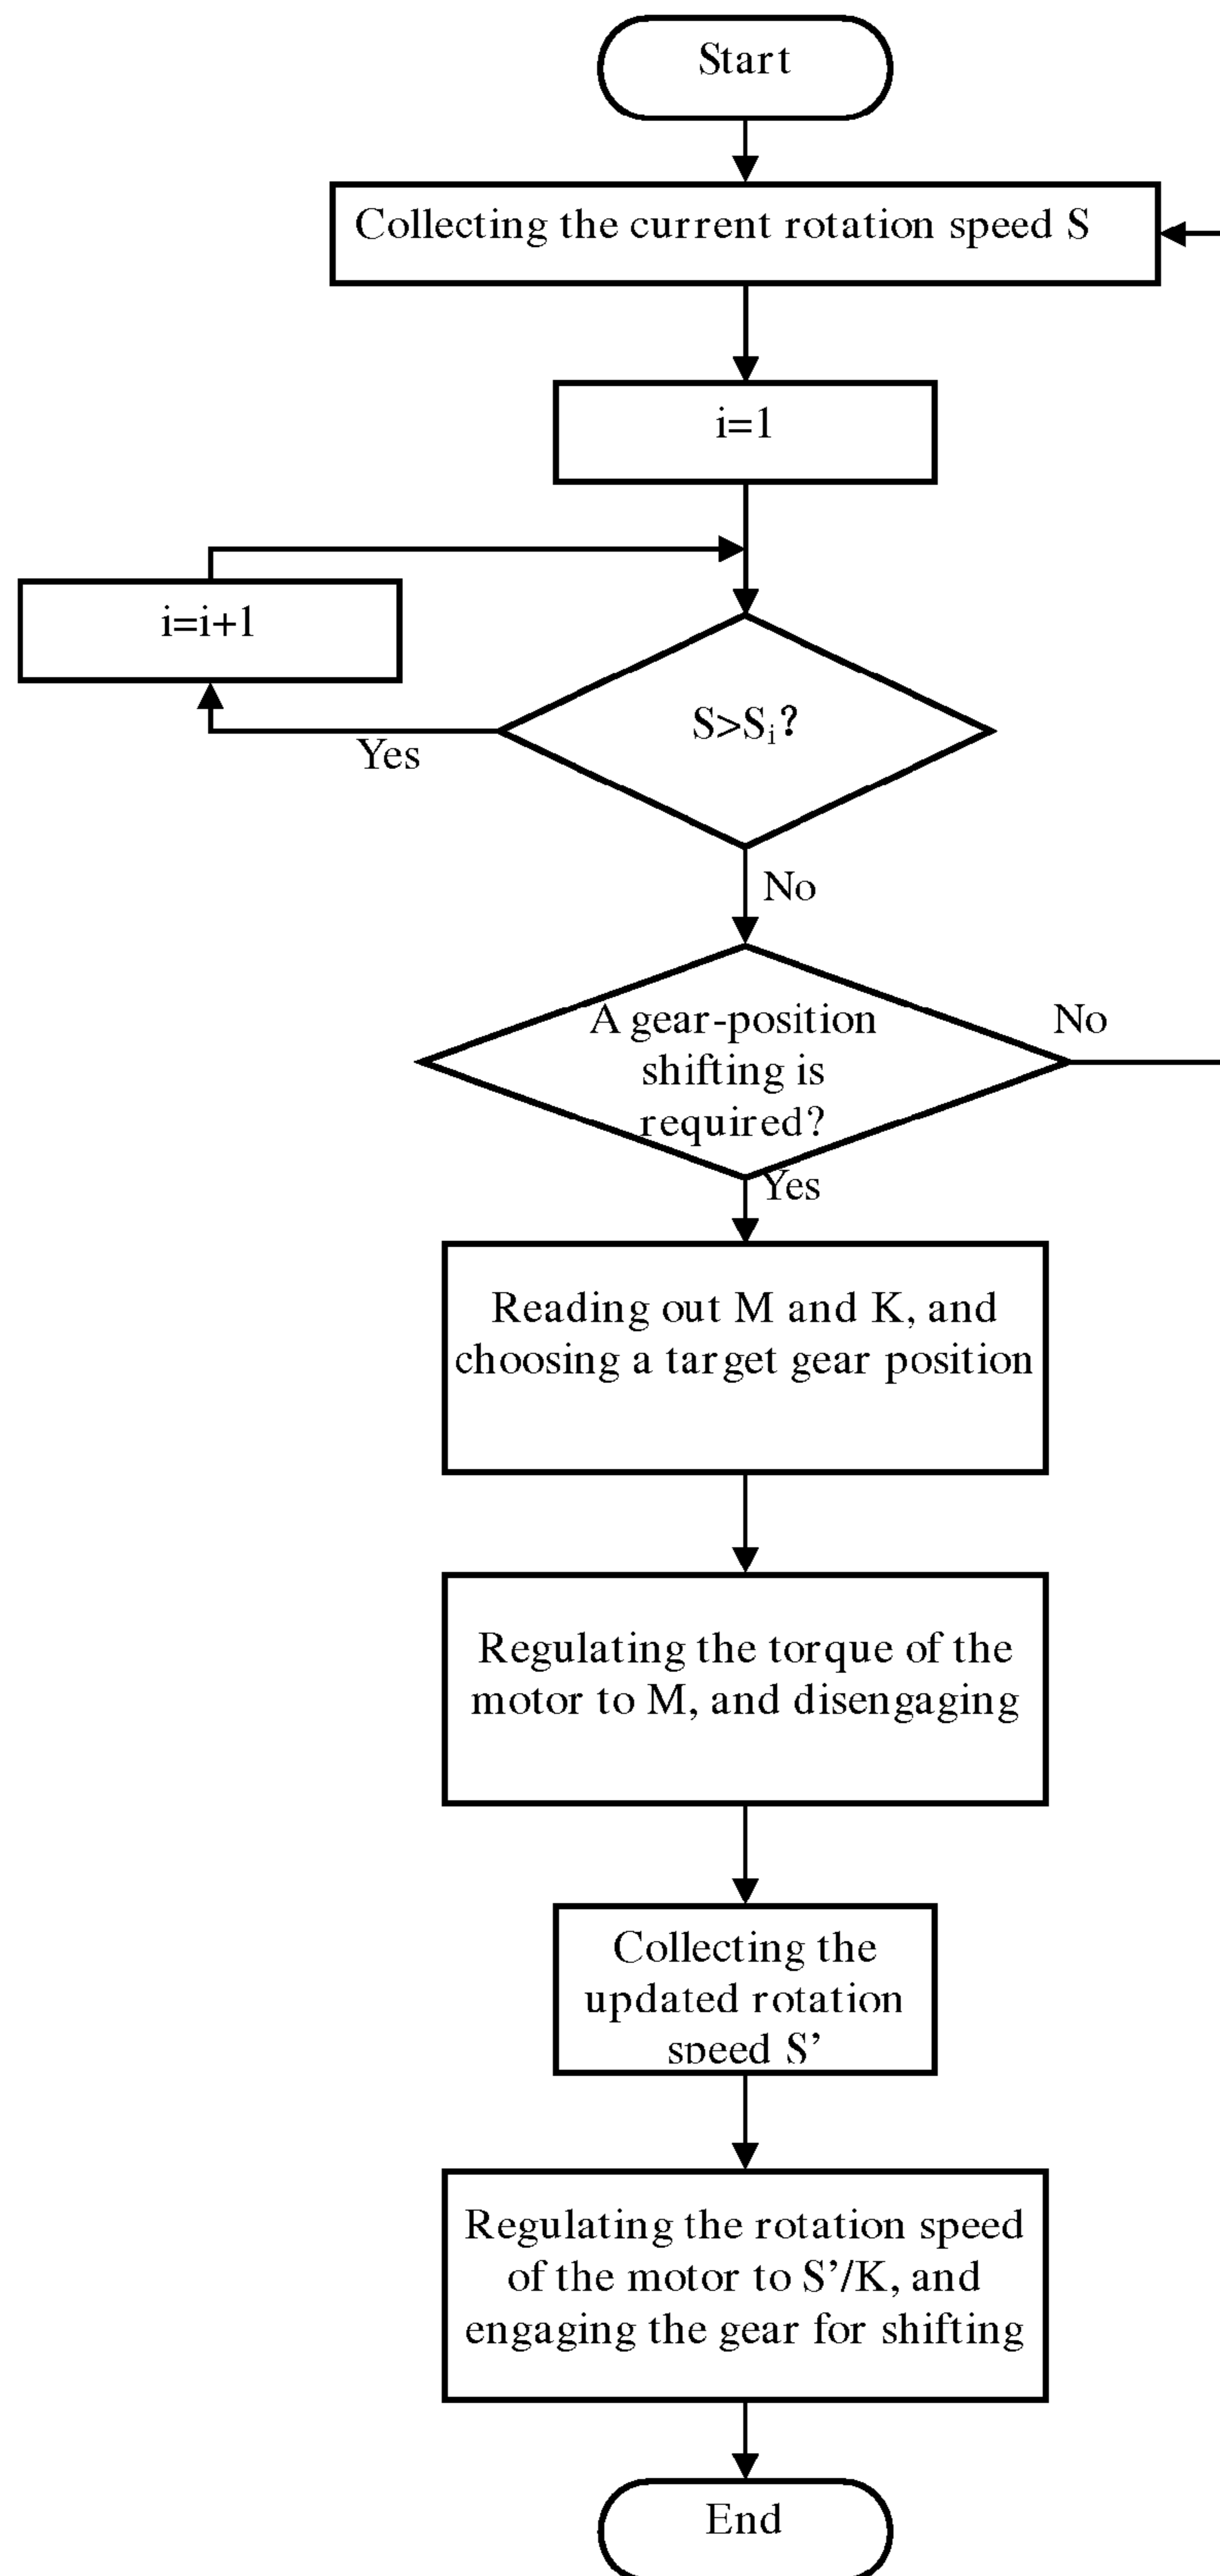 Start
Collecting the current rotation speed S
i=1
i=i+1
S>Si?
Yes
No
A gear-position
shifting is
required?
No
Yes
Reading out M and K, and
choosing a target gear position
Regulating the torque of the
motor to M, and disengaging
Collecting the
updated rotation
speed S’
Regulating the rotation speed
of the motor to S’/K, and
engaging the gear for shifting
End